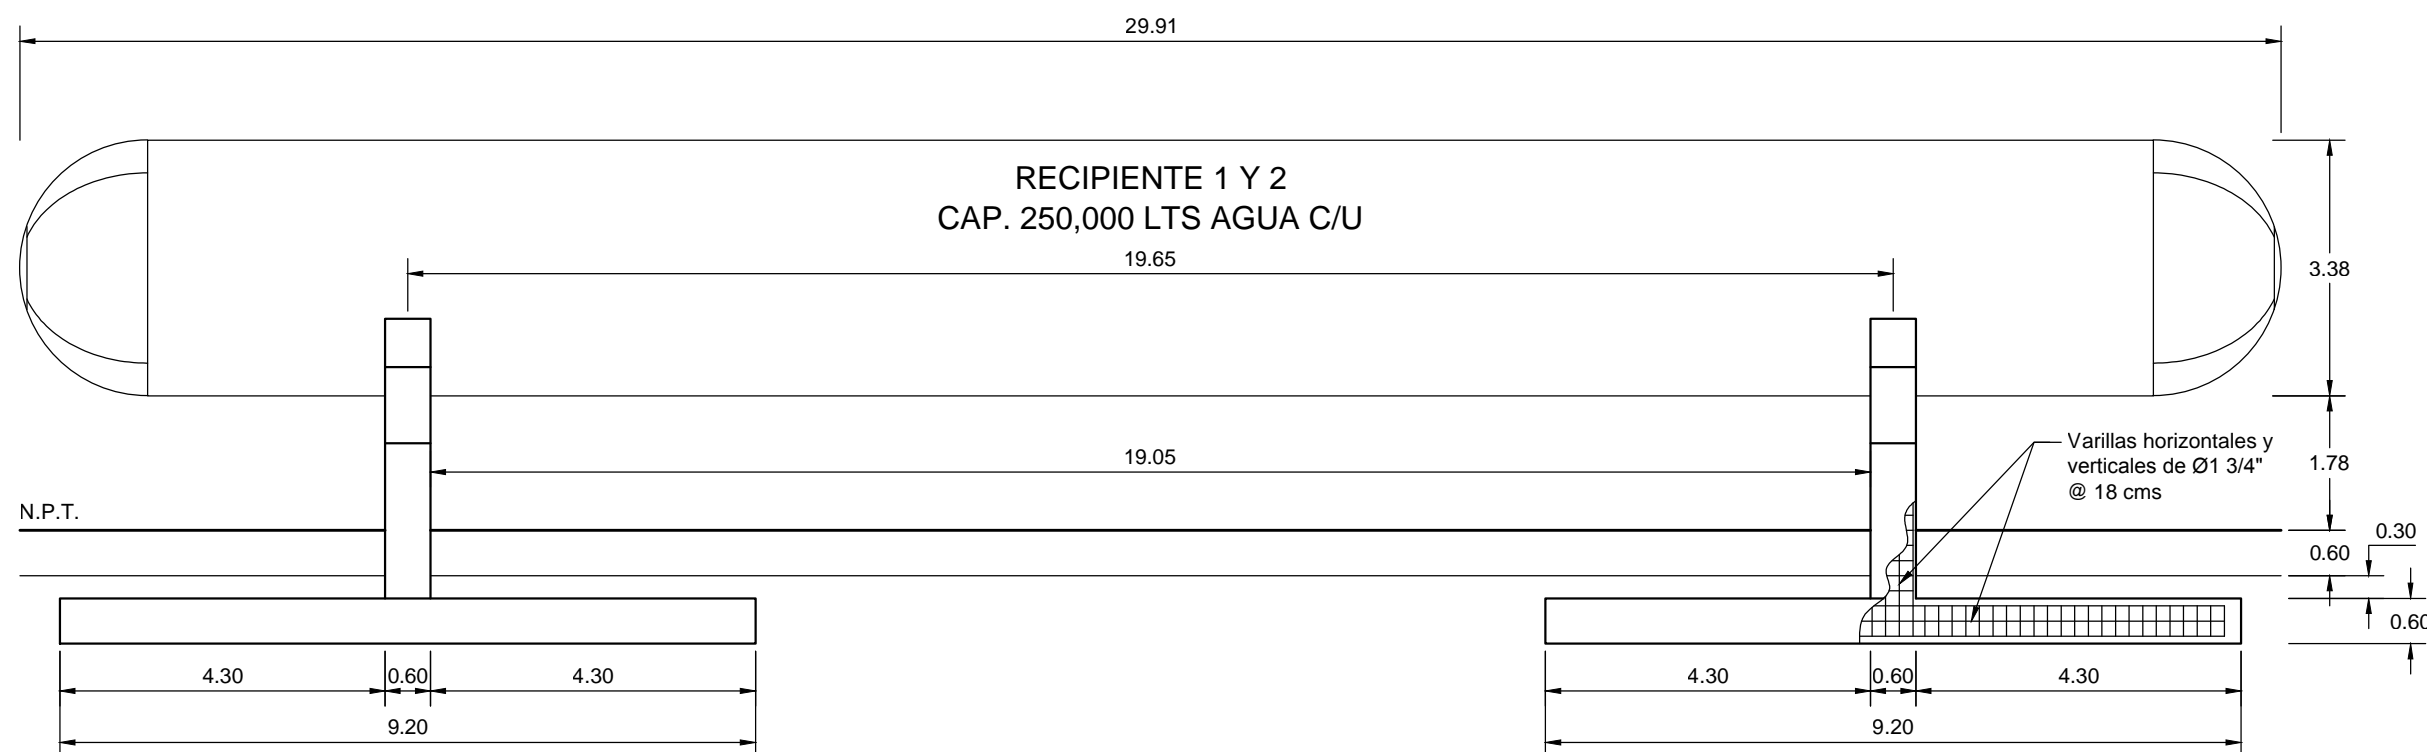 29.91
RECIPIENTE 1 Y 2
CAP. 250,000 LTS AGUA C/U
19.65
3.38
Varillas horizontales y
verticales de Ø1 3/4"
@ 18 cms
19.05
1.78
N.P.T.
0.30
0.60
0.60
4.30
0.60
4.30
4.30
0.60
4.30
9.20
9.20